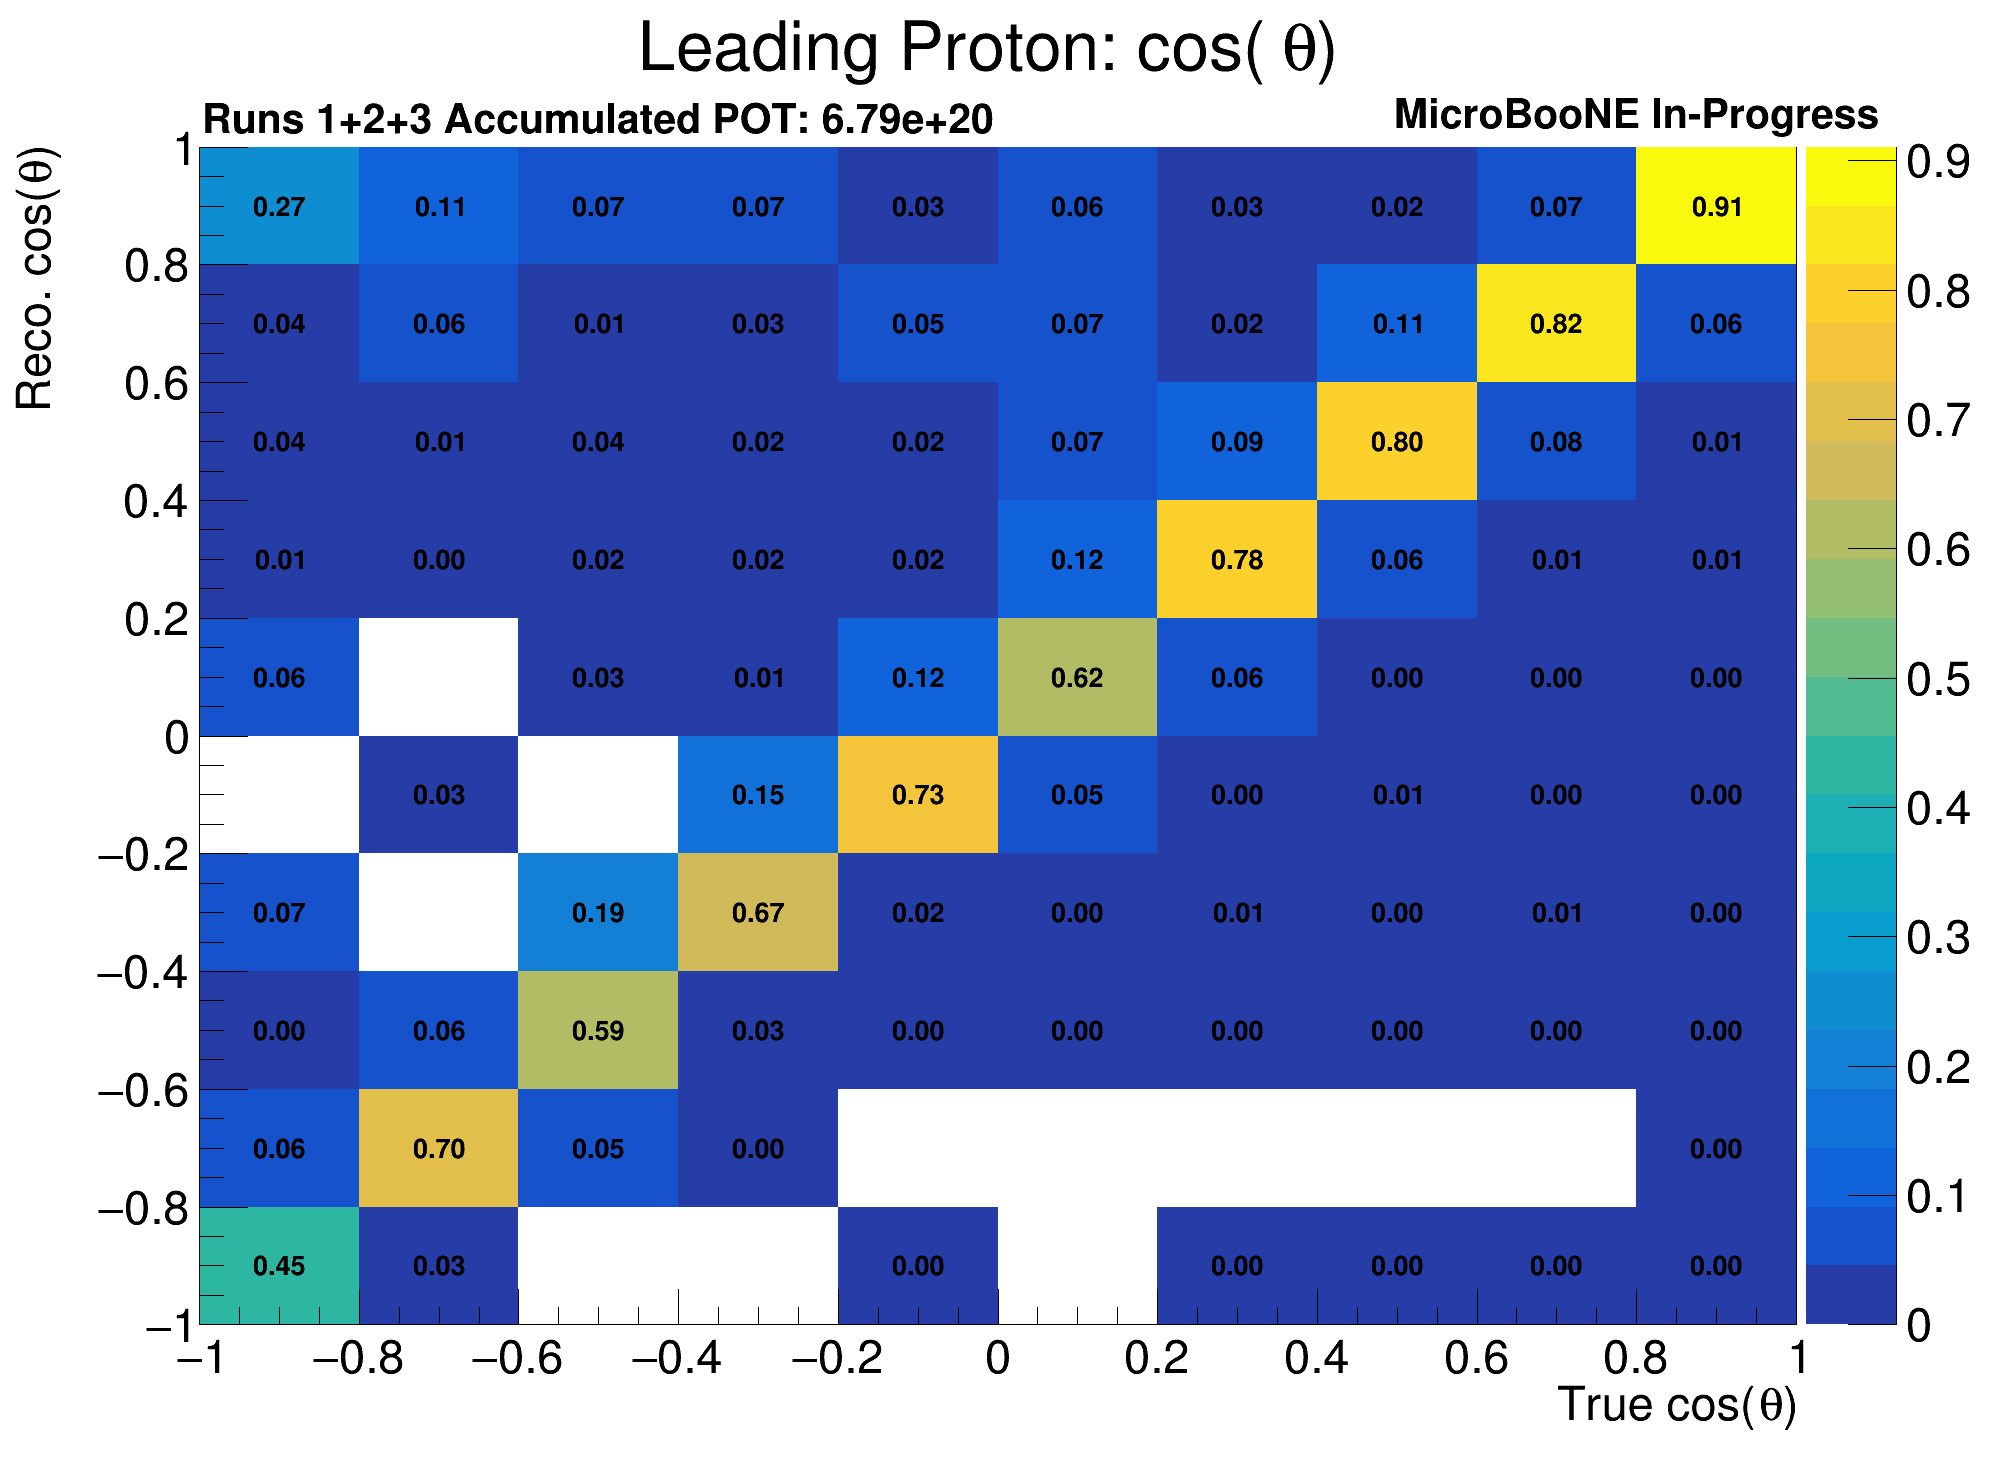 Leading Proton: cos( θ)
Runs 1+2+3 Accumulated POT: 6.79e+20
MicroBooNE In-Progress
Reco. cos(θ)
1
0.8
0.6
0.4
0.2
0
−0.2
−0.4
−0.6
−0.8
−1
0.27 0.11 0.07 0.07 0.03 0.06 0.03 0.02 0.07 0.91
0.04 0.06 0.01 0.03 0.05 0.07 0.02 0.11 0.82 0.06
0.04 0.01 0.04 0.02 0.02 0.07 0.09 0.80 0.08 0.01
0.01 0.00 0.02 0.02 0.02 0.12 0.78 0.06 0.01 0.01
0.06 0.03 0.01 0.12 0.62 0.06 0.00 0.00 0.00
0.03 0.15 0.73 0.05 0.00 0.01 0.00 0.00
0.07 0.19 0.67 0.02 0.00 0.01 0.00 0.01 0.00
0.00 0.06 0.59 0.03 0.00 0.00 0.00 0.00 0.00 0.00
0.06 0.70 0.05 0.00 0.00
0.45 0.03 0.00 0.00 0.00 0.00 0.00
−1 −0.8 −0.6 −0.4 −0.2 0 0.2 0.4 0.6 0.8 1
True cos(θ)
0.9
0.8
0.7
0.6
0.5
0.4
0.3
0.2
0.1
0